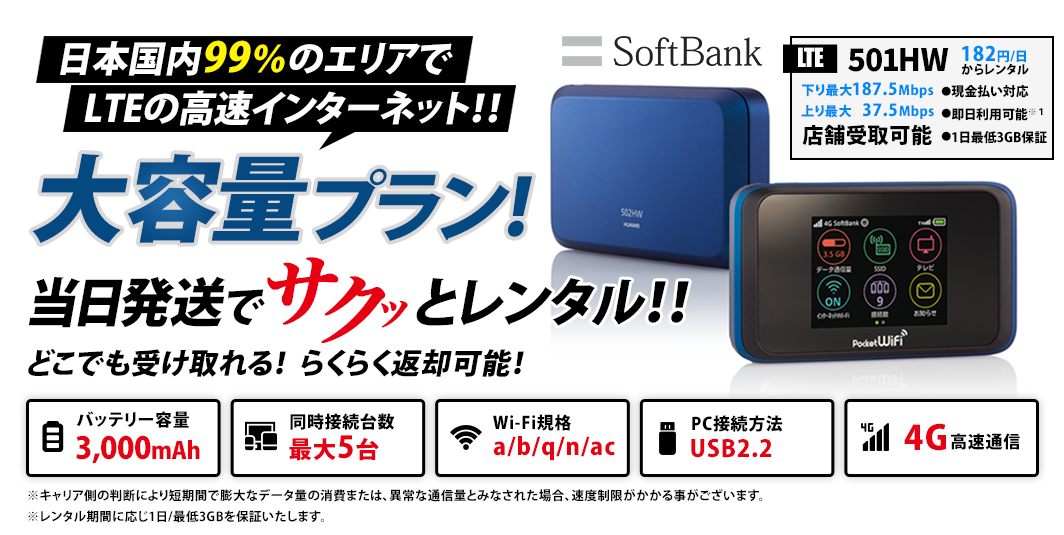 日本国内99%のエリアで
LTEの高速インターネット!!
大容量プラン!
当日発送でサクッとレンタル!!
どこでも受け取れる! らくらく返却可能!
SoftBank
LTE 501HW 182円/日からレンタル
下り最大187.5Mbps ●現金払い対応
上り最大 37.5Mbps ●即日利用可能※1
店舗受取可能 ●1日最低3GB保証
502HW
HUAWEI
4G SoftBank
3.5 GB
データ通信量 SSID テレビ
ON 9
インターネットWi-Fi 接続数 お知らせ
PocketWiFi
バッテリー容量
3,000mAh
同時接続台数
最大5台
Wi-Fi規格
a/b/q/n/ac
PC接続方法
USB2.2
4G 4G高速通信
※キャリア側の判断により短期間で膨大なデータ量の消費または、異常な通信量とみなされた場合、速度制限がかかる事がございます。
※レンタル期間に応じ1日/最低3GBを保証いたします。